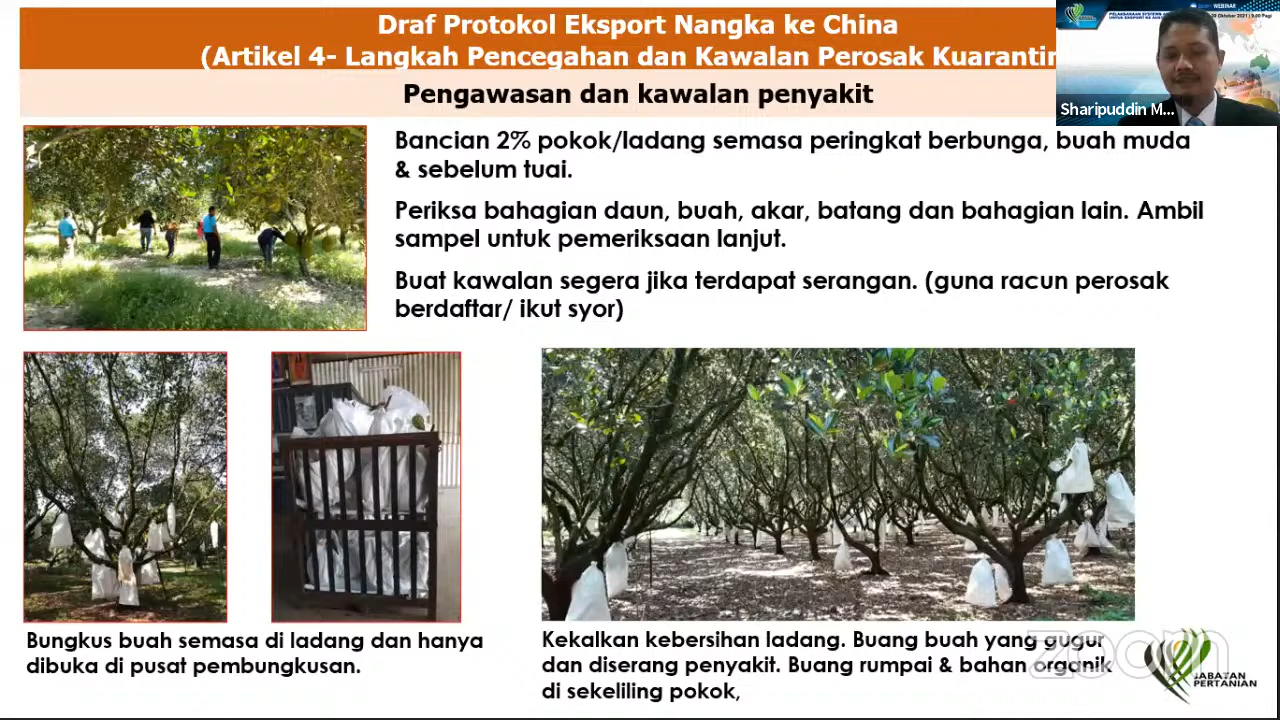 Draf Protokol Eksport Nangka ke China
(Artikel 4- Langkah Pencegahan dan Kawalan Perosak Kuarantin
Pengawasan dan kawalan penyakit
WEBINAR
Sharipuddin M...
Bancian 2% pokok/ladang semasa peringkat berbunga, buah muda
& sebelum tuai.
Periksa bahagian daun, buah, akar, batang dan bahagian lain. Ambil
sampel untuk pemeriksaan lanjut.
Buat kawalan segera jika terdapat serangan. (guna racun perosak
berdaftar/ ikut syor)
Bungkus buah semasa di ladang dan hanya
dibuka di pusat pembungkusan.
Kekalkan kebersihan ladang. Buang buah yang gugur
dan diserang penyakit. Buang rumpai & bahan organik
di sekeliling pokok,
zoom
JABATAN
PERTANIAN